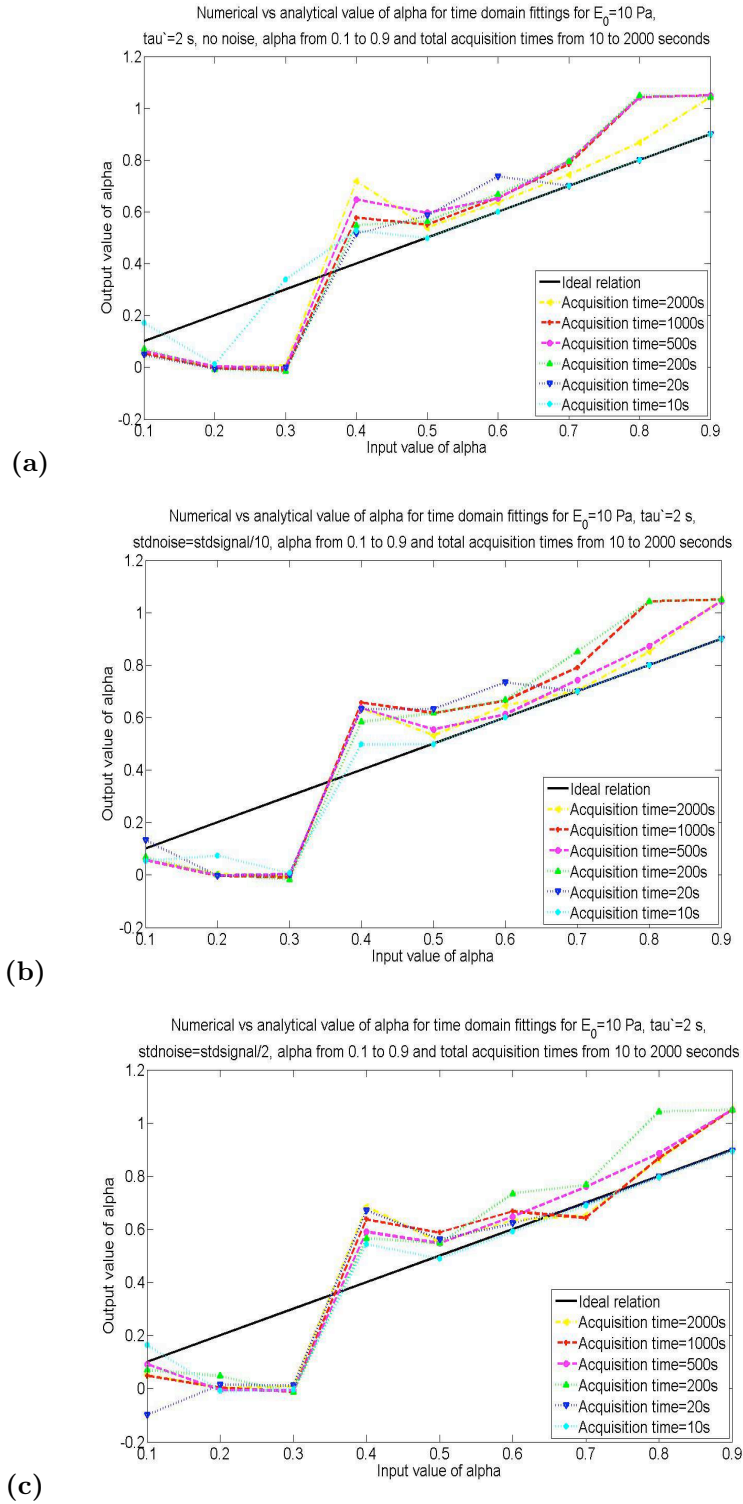 Numerical vs analytical value of alpha for time domain fittings for E₀=10 Pa,
tau`=2 s, no noise, alpha from 0.1 to 0.9 and total acquisition times from 10 to 2000 seconds
1.2
1
0.8
0.6
0.4
0.2
0
-0.2
Output value of alpha
Ideal relation
Acquisition time=2000s
Acquisition time=1000s
Acquisition time=500s
Acquisition time=200s
Acquisition time=20s
Acquisition time=10s
0.1 0.2 0.3 0.4 0.5 0.6 0.7 0.8 0.9
Input value of alpha
(a)
Numerical vs analytical value of alpha for time domain fittings for E₀=10 Pa, tau`=2 s,
stdnoise=stdsignal/10, alpha from 0.1 to 0.9 and total acquisition times from 10 to 2000 seconds
1.2
1
0.8
0.6
0.4
0.2
0
-0.2
Output value of alpha
Ideal relation
Acquisition time=2000s
Acquisition time=1000s
Acquisition time=500s
Acquisition time=200s
Acquisition time=20s
Acquisition time=10s
0.1 0.2 0.3 0.4 0.5 0.6 0.7 0.8 0.9
Input value of alpha
(b)
Numerical vs analytical value of alpha for time domain fittings for E₀=10 Pa, tau`=2 s,
stdnoise=stdsignal/2, alpha from 0.1 to 0.9 and total acquisition times from 10 to 2000 seconds
1.2
1
0.8
0.6
0.4
0.2
0
-0.2
Output value of alpha
Ideal relation
Acquisition time=2000s
Acquisition time=1000s
Acquisition time=500s
Acquisition time=200s
Acquisition time=20s
Acquisition time=10s
0.1 0.2 0.3 0.4 0.5 0.6 0.7 0.8 0.9
Input value of alpha
(c)